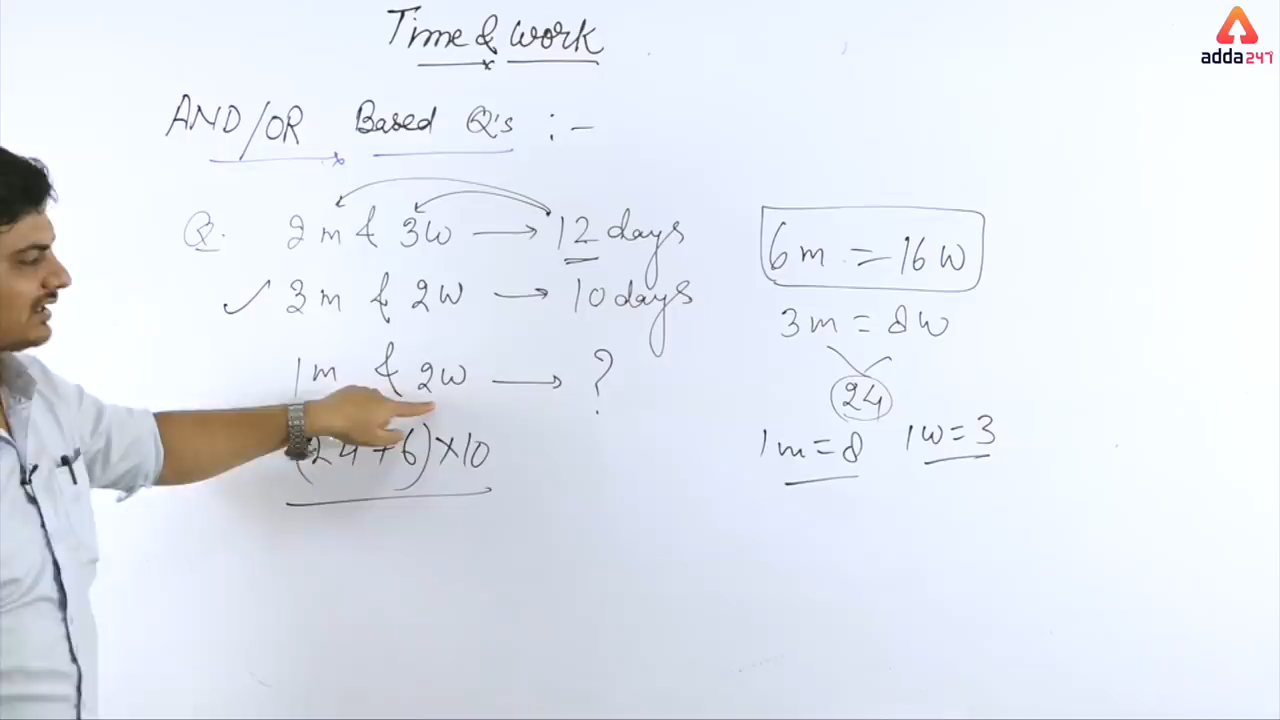 Time & work
adda247
AND/OR Based Q's :-
Q. 2m & 3w → 12 days
3m & 2w → 10 days
1m & 2w → ?
(24+6)×10
6m = 16w
3m = 8w
24
1m=8 1w=3